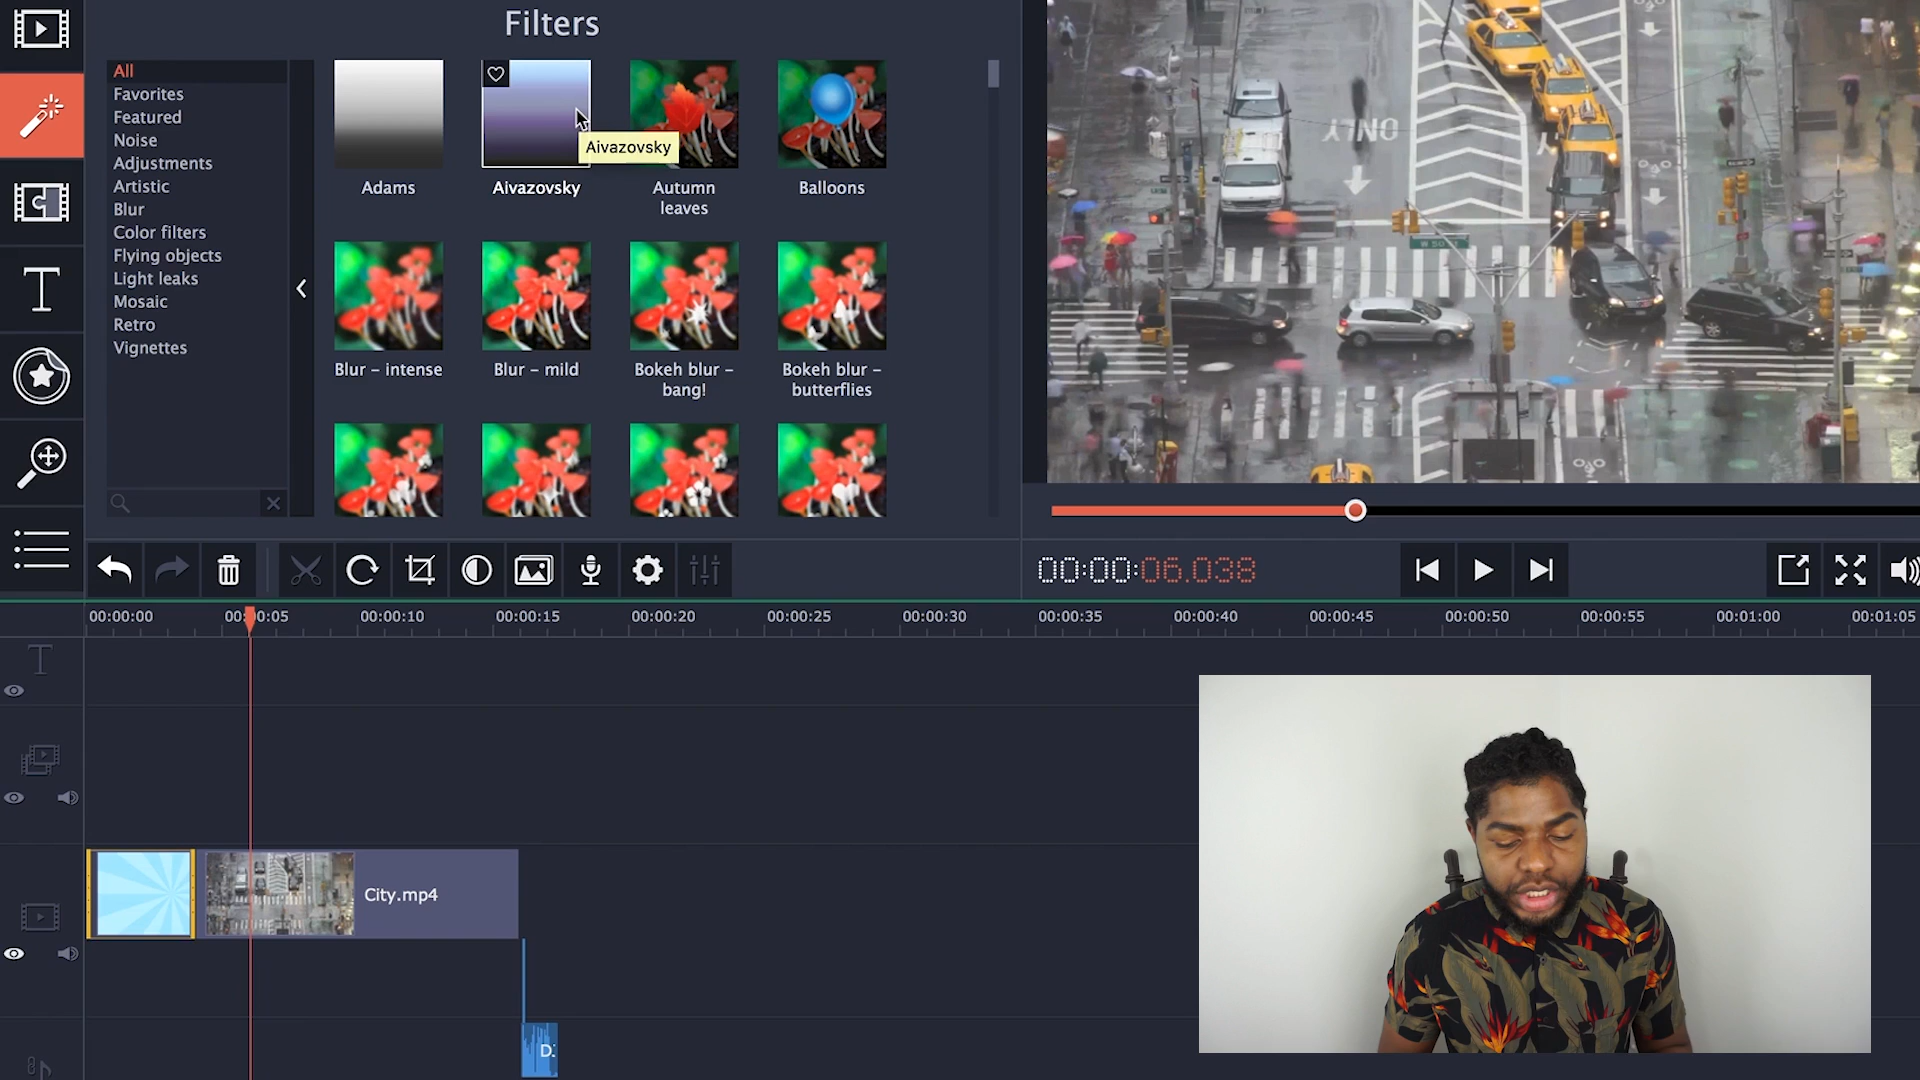 Filters
All
Favorites
Featured
Noise
Adjustments
Artistic
Blur
Color filters
Flying objects
Light leaks
Mosaic
Retro
Vignettes
Adams
Aivazovsky
Aivazovsky
Autumn
leaves
Balloons
Blur – intense
Blur – mild
Bokeh blur –
bang!
Bokeh blur –
butterflies
ONLY
W 50 ST
00:00:06.038
00:00:00
00:00:05
00:00:10
00:00:15
00:00:20
00:00:25
00:00:30
00:00:35
00:00:40
00:00:45
00:00:50
00:00:55
00:01:00
00:01:05
T
T
City.mp4
D: